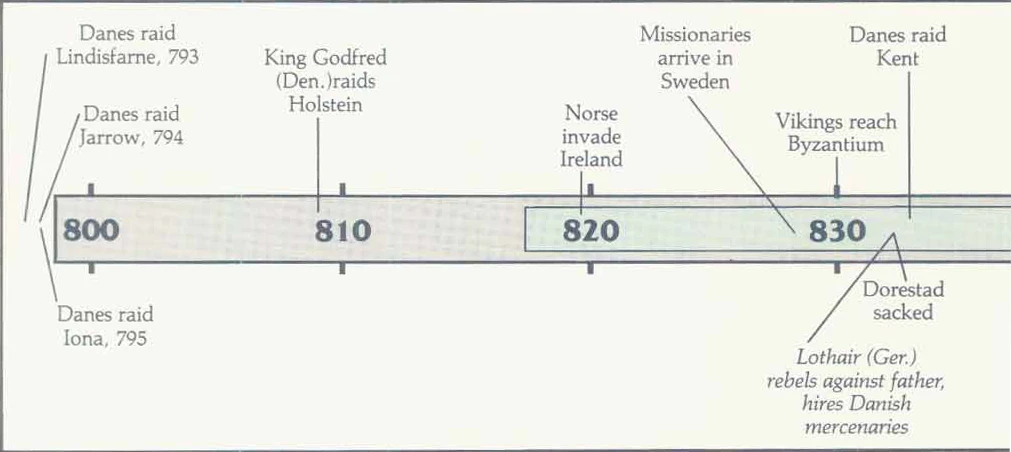 Danes raid
Lindisfarne, 793
Danes raid
Jarrow, 794
King Godfred
(Den.)raids
Holstein
Norse
invade
Ireland
Missionaries
arrive in
Sweden
Vikings reach
Byzantium
Danes raid
Kent
800
810
820
830
Danes raid
Iona, 795
Dorestad
sacked
Lothair (Ger.)
rebels against father,
hires Danish
mercenaries